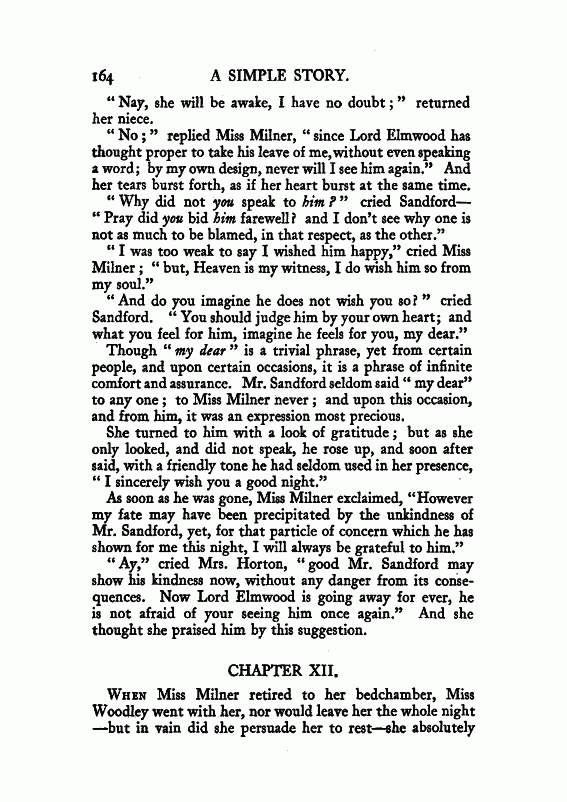 164 A SIMPLE STORY.
“ Nay, she will be awake, I have no doubt ; ” returned
her niece.
“ No ; ” replied Miss Milner, “ since Lord Elmwood has
thought proper to take his leave of me, without even speaking
a word ; by my own design, never will I see him again.” And
her tears burst forth, as if her heart burst at the same time.
“ Why did not you speak to him ? ” cried Sandford—
“ Pray did you bid him farewell ? and I don’t see why one is
not as much to be blamed, in that respect, as the other.”
“ I was too weak to say I wished him happy,” cried Miss
Milner ; “ but, Heaven is my witness, I do wish him so from
my soul.”
“ And do you imagine he does not wish you so ? ” cried
Sandford. “ You should judge him by your own heart ; and
what you feel for him, imagine he feels for you, my dear.”
Though “ my dear ” is a trivial phrase, yet from certain
people, and upon certain occasions, it is a phrase of infinite
comfort and assurance. Mr. Sandford seldom said “ my dear”
to any one ; to Miss Milner never ; and upon this occasion,
and from him, it was an expression most precious.
She turned to him with a look of gratitude ; but as she
only looked, and did not speak, he rose up, and soon after
said, with a friendly tone he had seldom used in her presence,
“ I sincerely wish you a good night.”
As soon as he was gone, Miss Milner exclaimed, “However
my fate may have been precipitated by the unkindness of
Mr. Sandford, yet, for that particle of concern which he has
shown for me this night, I will always be grateful to him.”
“ Ay,” cried Mrs. Horton, “good Mr. Sandford may
show his kindness now, without any danger from its conse-
quences. Now Lord Elmwood is going away for ever, he
is not afraid of your seeing him once again.” And she
thought she praised him by this suggestion.
CHAPTER XII.
WHEN Miss Milner retired to her bedchamber, Miss
Woodley went with her, nor would leave her the whole night
—but in vain did she persuade her to rest—she absolutely